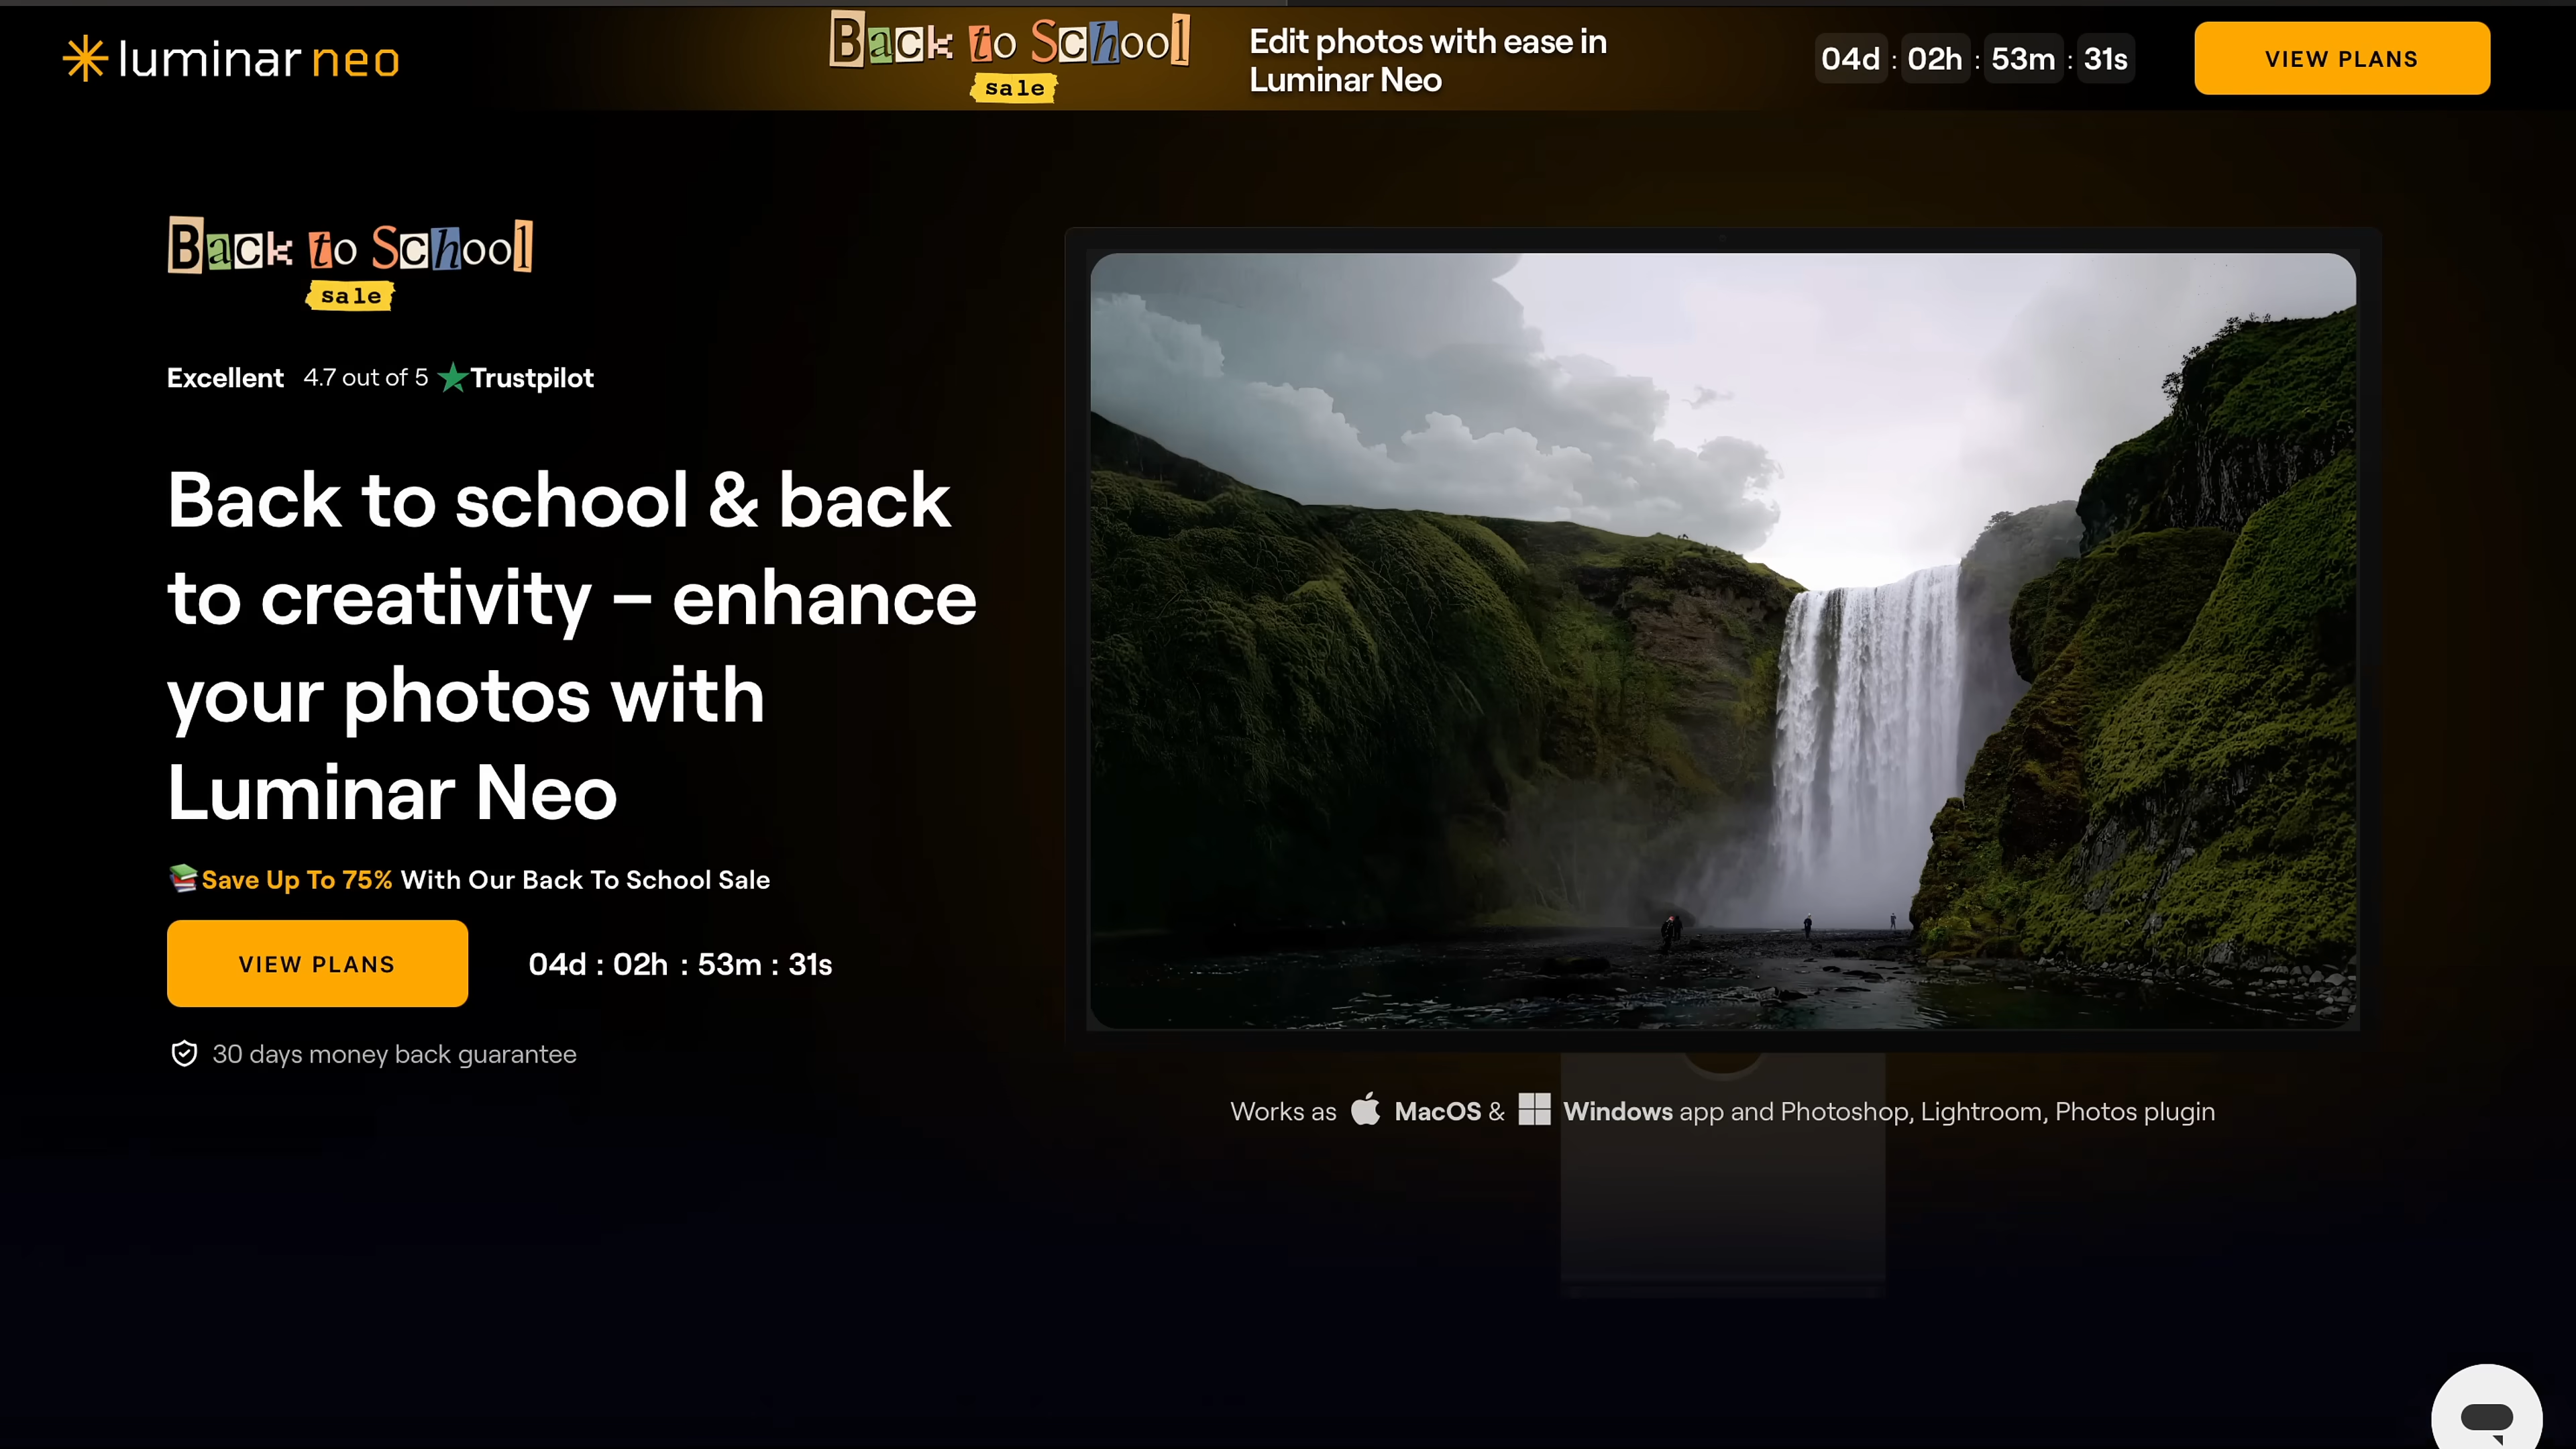 luminar neo
Back to School
sale
Edit photos with ease in
Luminar Neo
04d : 02h : 53m : 31s
VIEW PLANS
Back to School
sale
Excellent 4.7 out of 5 Trustpilot
Back to school & back
to creativity – enhance
your photos with
Luminar Neo
Save Up To 75% With Our Back To School Sale
VIEW PLANS
04d : 02h : 53m : 31s
30 days money back guarantee
Works as MacOS & Windows app and Photoshop, Lightroom, Photos plugin